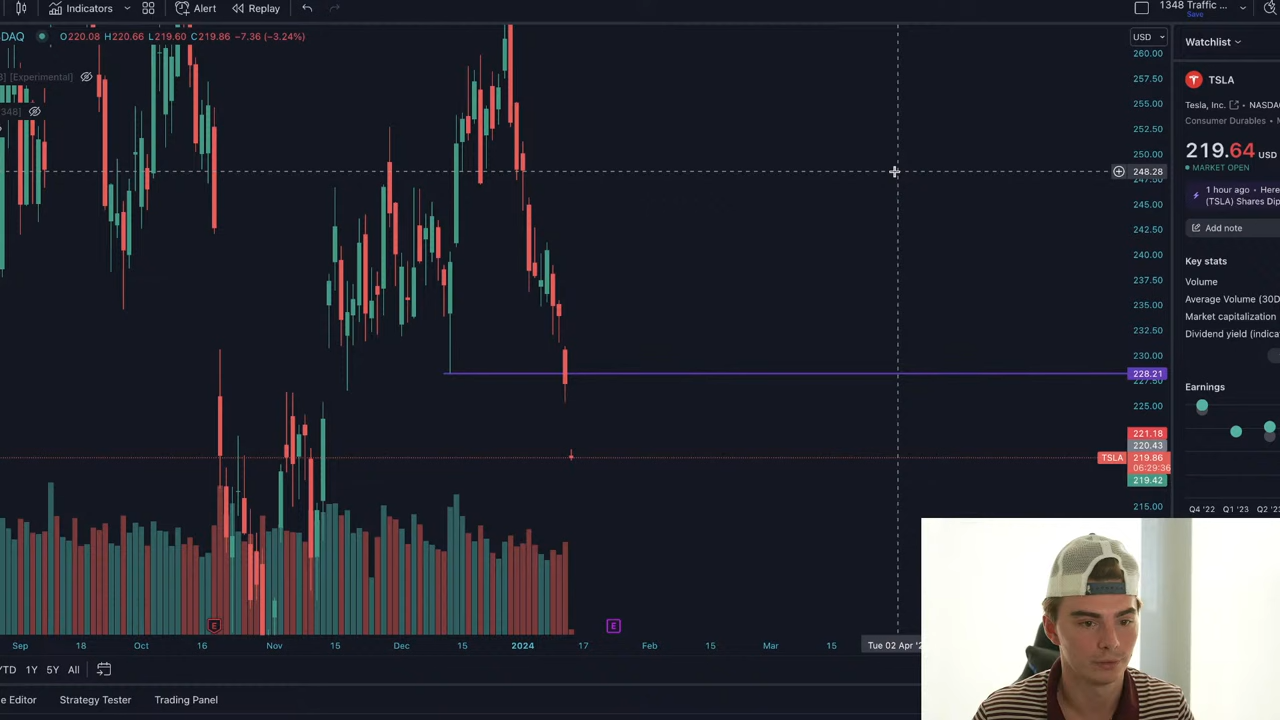 Indicators
Alert
Replay
1348 Traffic ...
Save
DAQ
O220.08 H220.66 L219.60 C219.86 -7.36 (-3.24%)
USD
Watchlist
] [Experimental]
348]
TSLA
Tesla, Inc. • NASDAQ
Consumer Durables •
219.64 USD
MARKET OPEN
1 hour ago • Here
(TSLA) Shares Dip
Add note
Key stats
Volume
Average Volume (30D
Market capitalization
Dividend yield (indica
Earnings
Q4 '22 Q1 '23 Q2 '23
260.00
257.50
255.00
252.50
250.00
248.28
247.50
245.00
242.50
240.00
237.50
235.00
232.50
230.00
228.21
227.50
225.00
221.18
220.43
TSLA 219.86
06:29:36
219.42
215.00
E
E
Sep 18 Oct 16 Nov 15 Dec 15 2024 17 Feb 15 Mar 15 Tue 02 Apr '2
YTD 1Y 5Y All
e Editor Strategy Tester Trading Panel